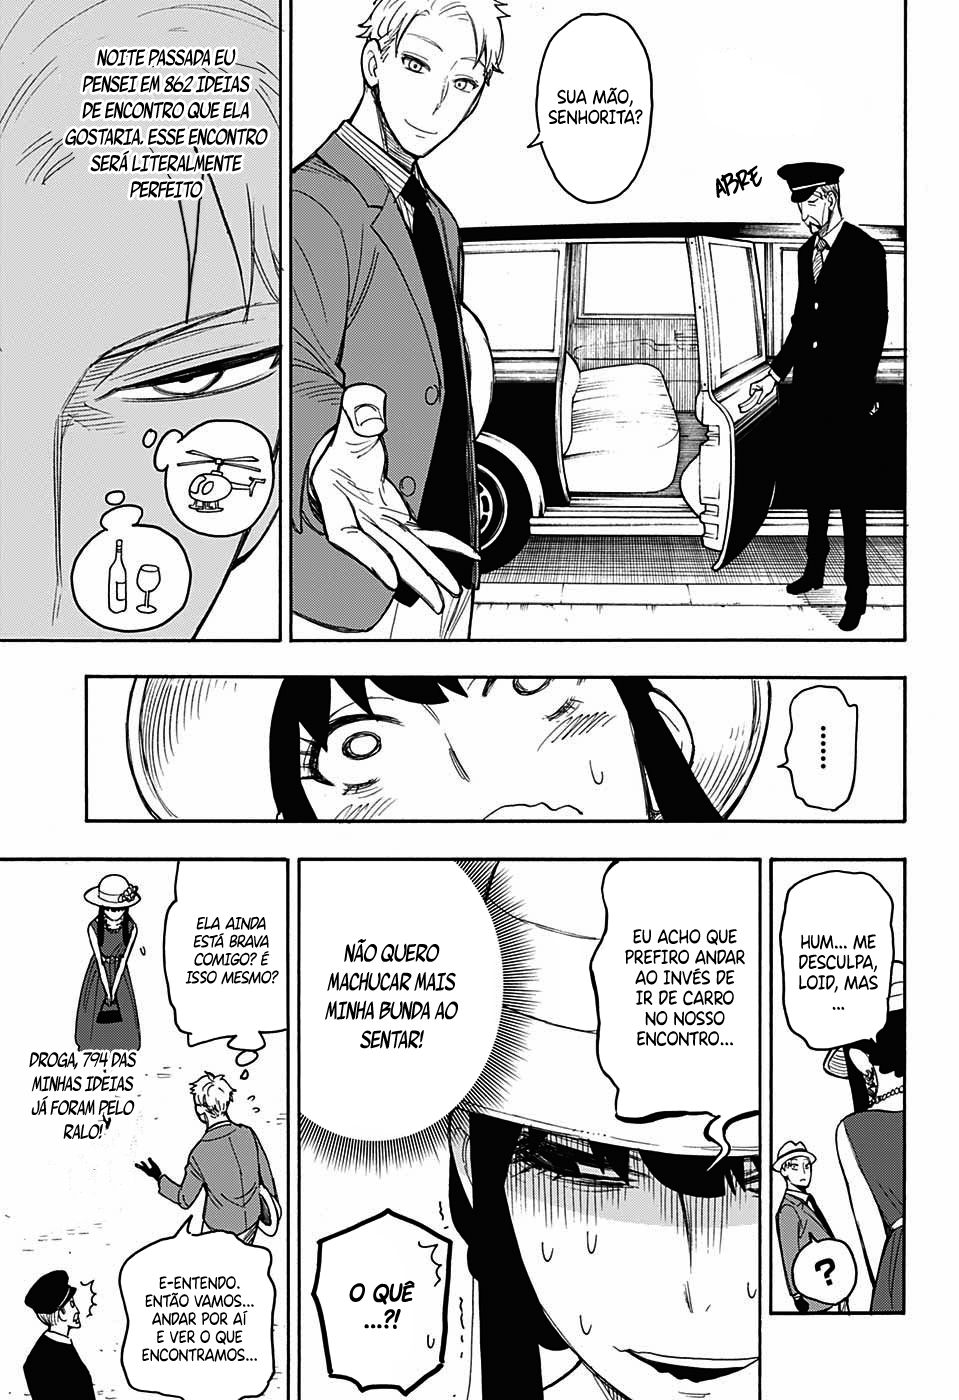 SUA MÃO,
SENHORITA?
ABRE
NOITE PASSADA EU
PENSEI EM 862 IDEIAS
DE ENCONTRO QUE ELA
GOSTARIA. ESSE ENCONTRO
SERÁ LITERALMENTE
PERFEITO
......
HUM... ME
DESCULPA,
LOID, MAS
...
?
EU ACHO QUE
PREFIRO ANDAR
AO INVÉS DE
IR DE CARRO
NO NOSSO
ENCONTRO...
NÃO QUERO
MACHUCAR MAIS
MINHA BUNDA AO
SENTAR!
O QUÊ
...?!
ELA AINDA
ESTÁ BRAVA
COMIGO? É
ISSO MESMO?
DROGA, 794 DAS
MINHAS IDEIAS
JÁ FORAM PELO
RALO!
E-ENTENDO.
ENTÃO VAMOS...
ANDAR POR AÍ
E VER O QUE
ENCONTRAMOS...